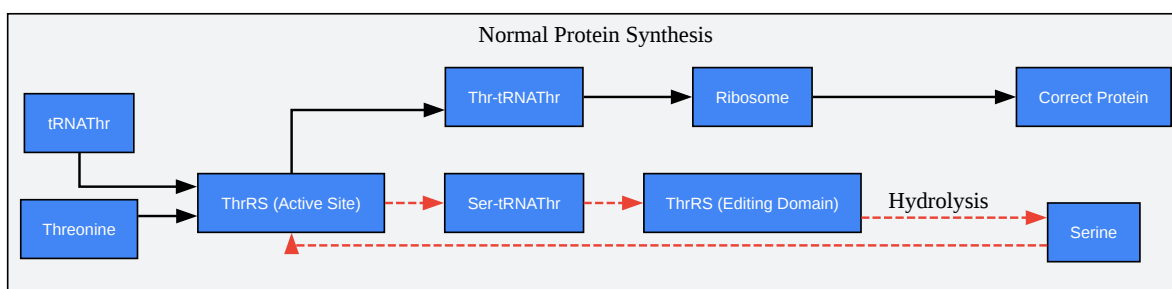 Normal Protein Synthesis
Thr-tRNAThr
Ribosome
Correct Protein
tRNAThr
ThrRS (Active Site)
Ser-tRNAThr
ThrRS (Editing Domain)
Hydrolysis
Threonine
Serine